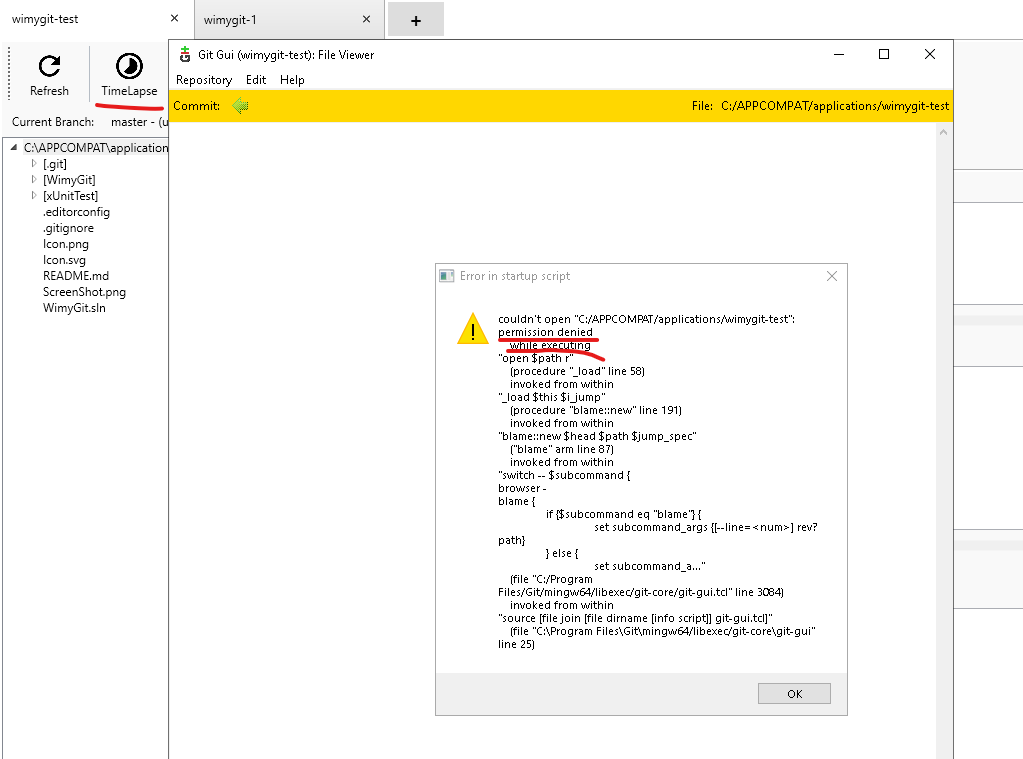 wimygit-test ×
wimygit-1 ×
+
Git Gui (wimygit-test): File Viewer
Repository Edit Help
Commit:
File: C:/APPCOMPAT/applications/wimygit-test
Refresh
TimeLapse
Current Branch: master - (u
C:\APPCOMPAT\application
[.git]
[WimyGit]
[xUnitTest]
.editorconfig
.gitignore
Icon.png
Icon.svg
README.md
ScreenShot.png
WimyGit.sln
Error in startup script
couldn't open "C:/APPCOMPAT/applications/wimygit-test":
permission denied
while executing
"open $path r"
(procedure "_load" line 58)
invoked from within
"_load $this $i_jump"
(procedure "blame::new" line 191)
invoked from within
"blame::new $head $path $jump_spec"
("blame" arm line 87)
invoked from within
"switch -- $subcommand {
browser -
blame {
if {$subcommand eq "blame"} {
set subcommand_args {[--line=<num>] rev?
path}
} else {
set subcommand_a..."
(file "C:/Program
Files/Git/mingw64/libexec/git-core/git-gui.tcl" line 3084)
invoked from within
"source [file join [file dirname [info script]] git-gui.tcl]"
(file "C:\Program Files\Git\mingw64/libexec/git-core\git-gui"
line 25)
OK